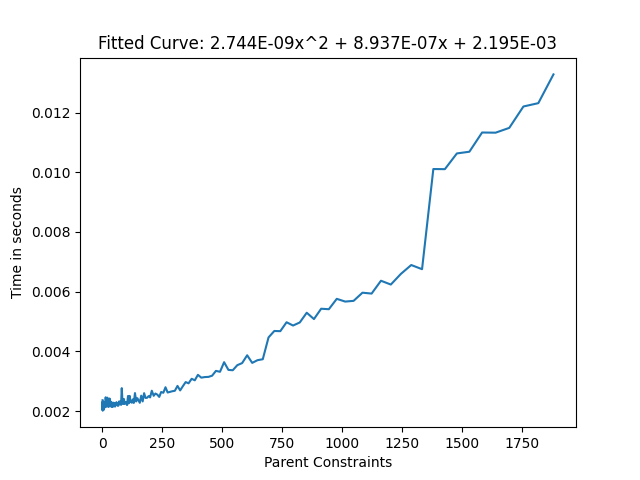 Fitted Curve: 2.744E-09x^2 + 8.937E-07x + 2.195E-03
0.012
0.010
0.008
0.006
0.004
0.002
Time in seconds
0 250 500 750 1000 1250 1500 1750
Parent Constraints